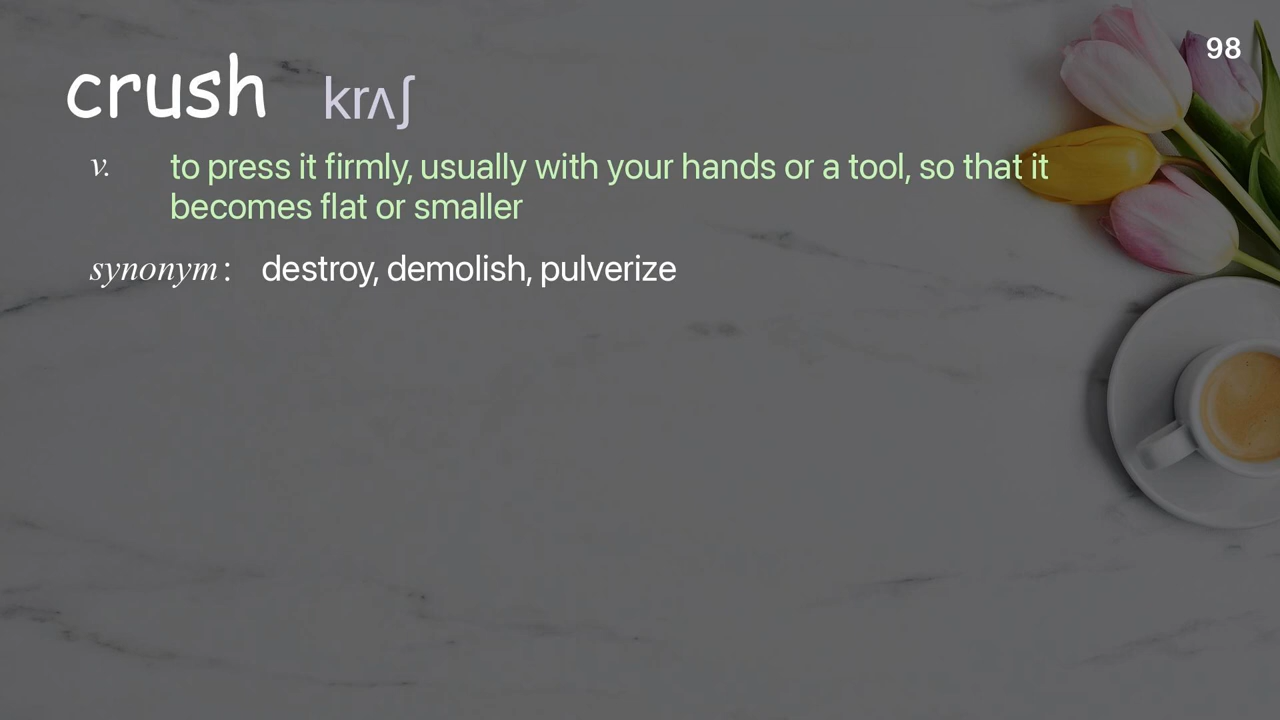 98
crush krʌʃ
v. to press it firmly, usually with your hands or a tool, so that it
becomes flat or smaller
synonym: destroy, demolish, pulverize